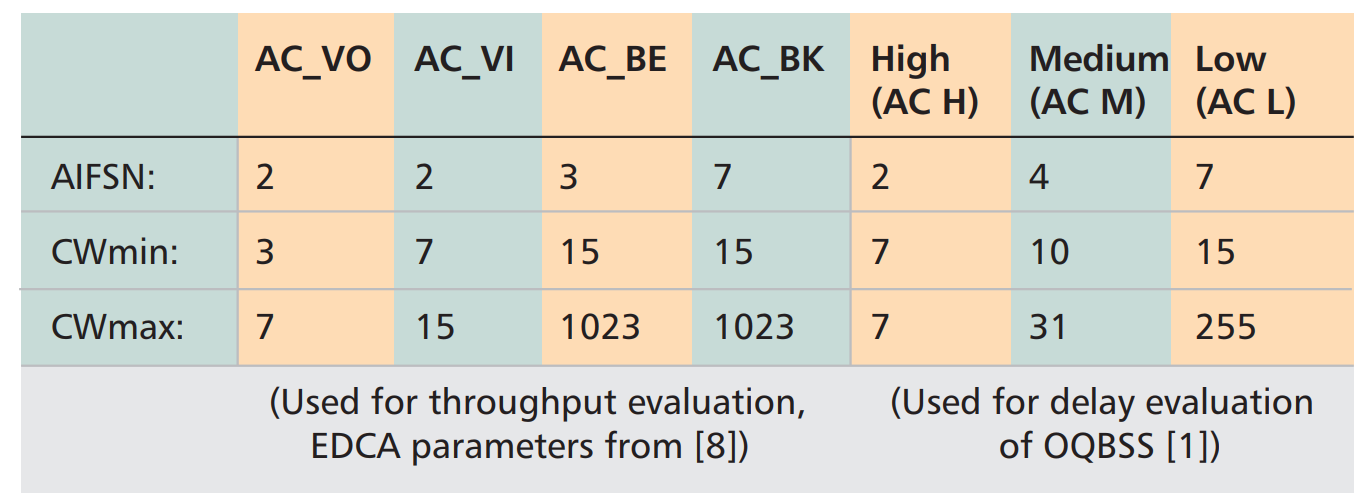 AC_VO AC_VI AC_BE AC_BK High (AC H) Medium (AC M) Low (AC L)
AIFSN: 2 2 3 7 2 4 7
CWmin: 3 7 15 15 7 10 15
CWmax: 7 15 1023 1023 7 31 255
(Used for throughput evaluation,
EDCA parameters from [8])
(Used for delay evaluation
of OQBSS [1])